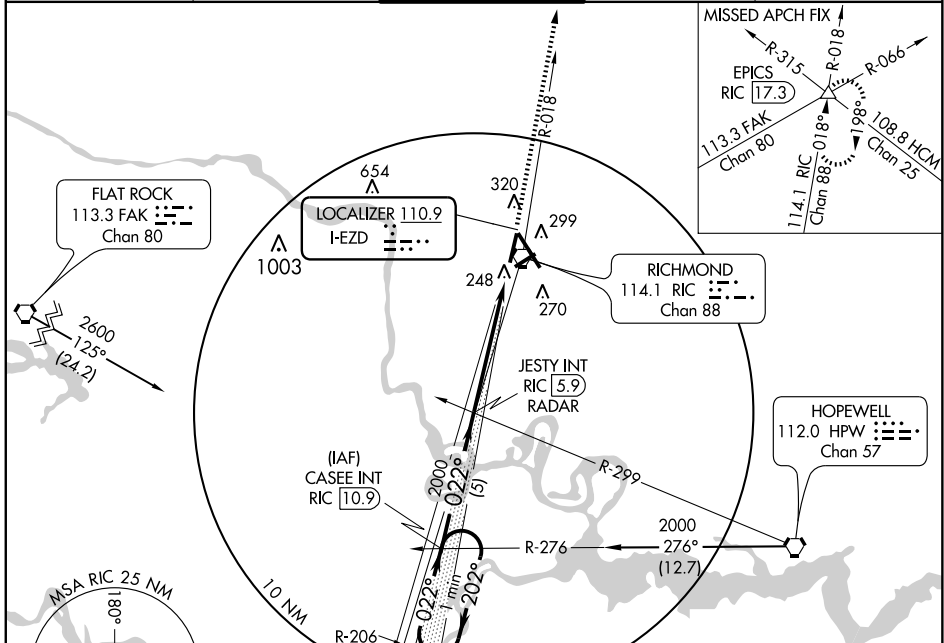 MISSED APCH FIX
R-315
R-018
R-066
EPICS
RIC 17.3
113.3 FAK
Chan 80
114.1 RIC 018°
Chan 88
198°
108.8 HCM
Chan 25
R-018
FLAT ROCK
113.3 FAK
Chan 80
654
1003
LOCALIZER 110.9
I-EZD
320
299
248
270
RICHMOND
114.1 RIC
Chan 88
2600
125°
(24.2)
JESTY INT
RIC 5.9
RADAR
HOPEWELL
112.0 HPW
Chan 57
(IAF)
CASEE INT
RIC 10.9
2000
022°
(5)
R-299
R-276
2000
276°
(12.7)
022°
1 min
202°
10 NM
R-206
MSA RIC 25 NM
180°